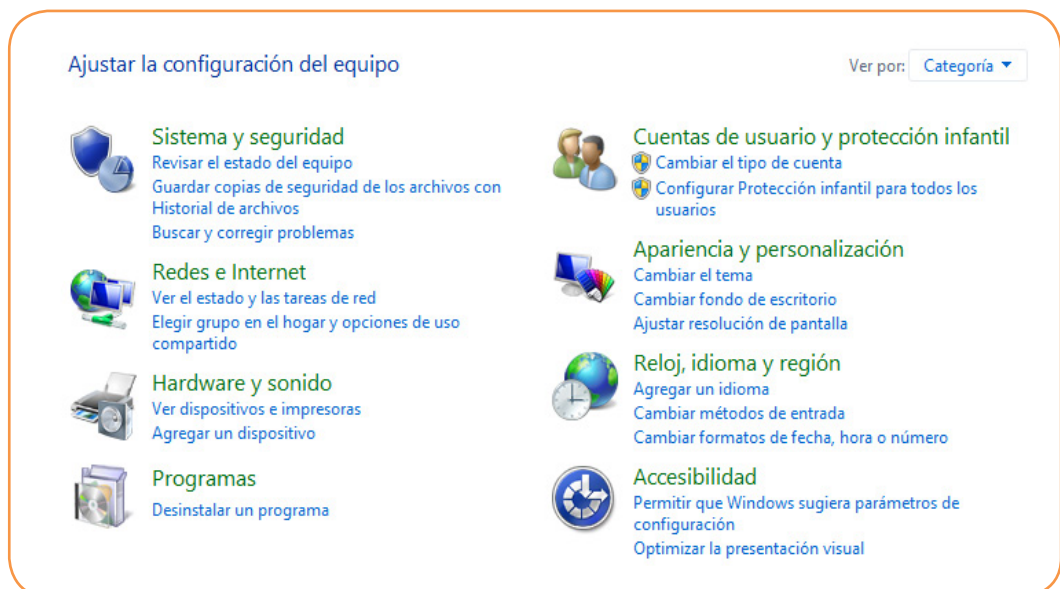 Ajustar la configuración del equipo
Ver por: Categoría
Sistema y seguridad
Revisar el estado del equipo
Guardar copias de seguridad de los archivos con
Historial de archivos
Buscar y corregir problemas
Redes e Internet
Ver el estado y las tareas de red
Elegir grupo en el hogar y opciones de uso
compartido
Hardware y sonido
Ver dispositivos e impresoras
Agregar un dispositivo
Programas
Desinstalar un programa
Cuentas de usuario y protección infantil
Cambiar el tipo de cuenta
Configurar Protección infantil para todos los
usuarios
Apariencia y personalización
Cambiar el tema
Cambiar fondo de escritorio
Ajustar resolución de pantalla
Reloj, idioma y región
Agregar un idioma
Cambiar métodos de entrada
Cambiar formatos de fecha, hora o número
Accesibilidad
Permitir que Windows sugiera parámetros de
configuración
Optimizar la presentación visual